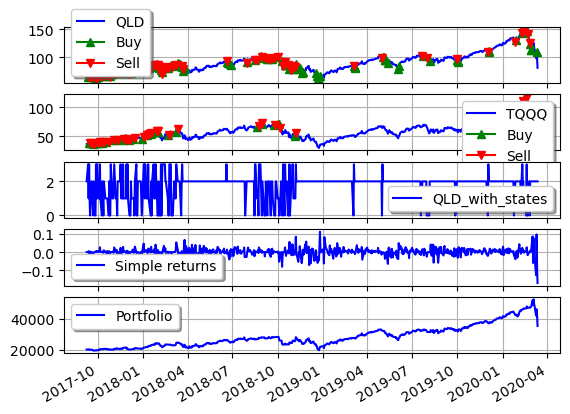 150
100
QLD
Buy
Sell
100
50
TQQQ
Buy
Sell
2
0
QLD_with_states
0.1
0.0
−0.1
Simple returns
40000
20000
Portfolio
2017-10
2018-01
2018-04
2018-07
2018-10
2019-01
2019-04
2019-07
2019-10
2020-01
2020-04